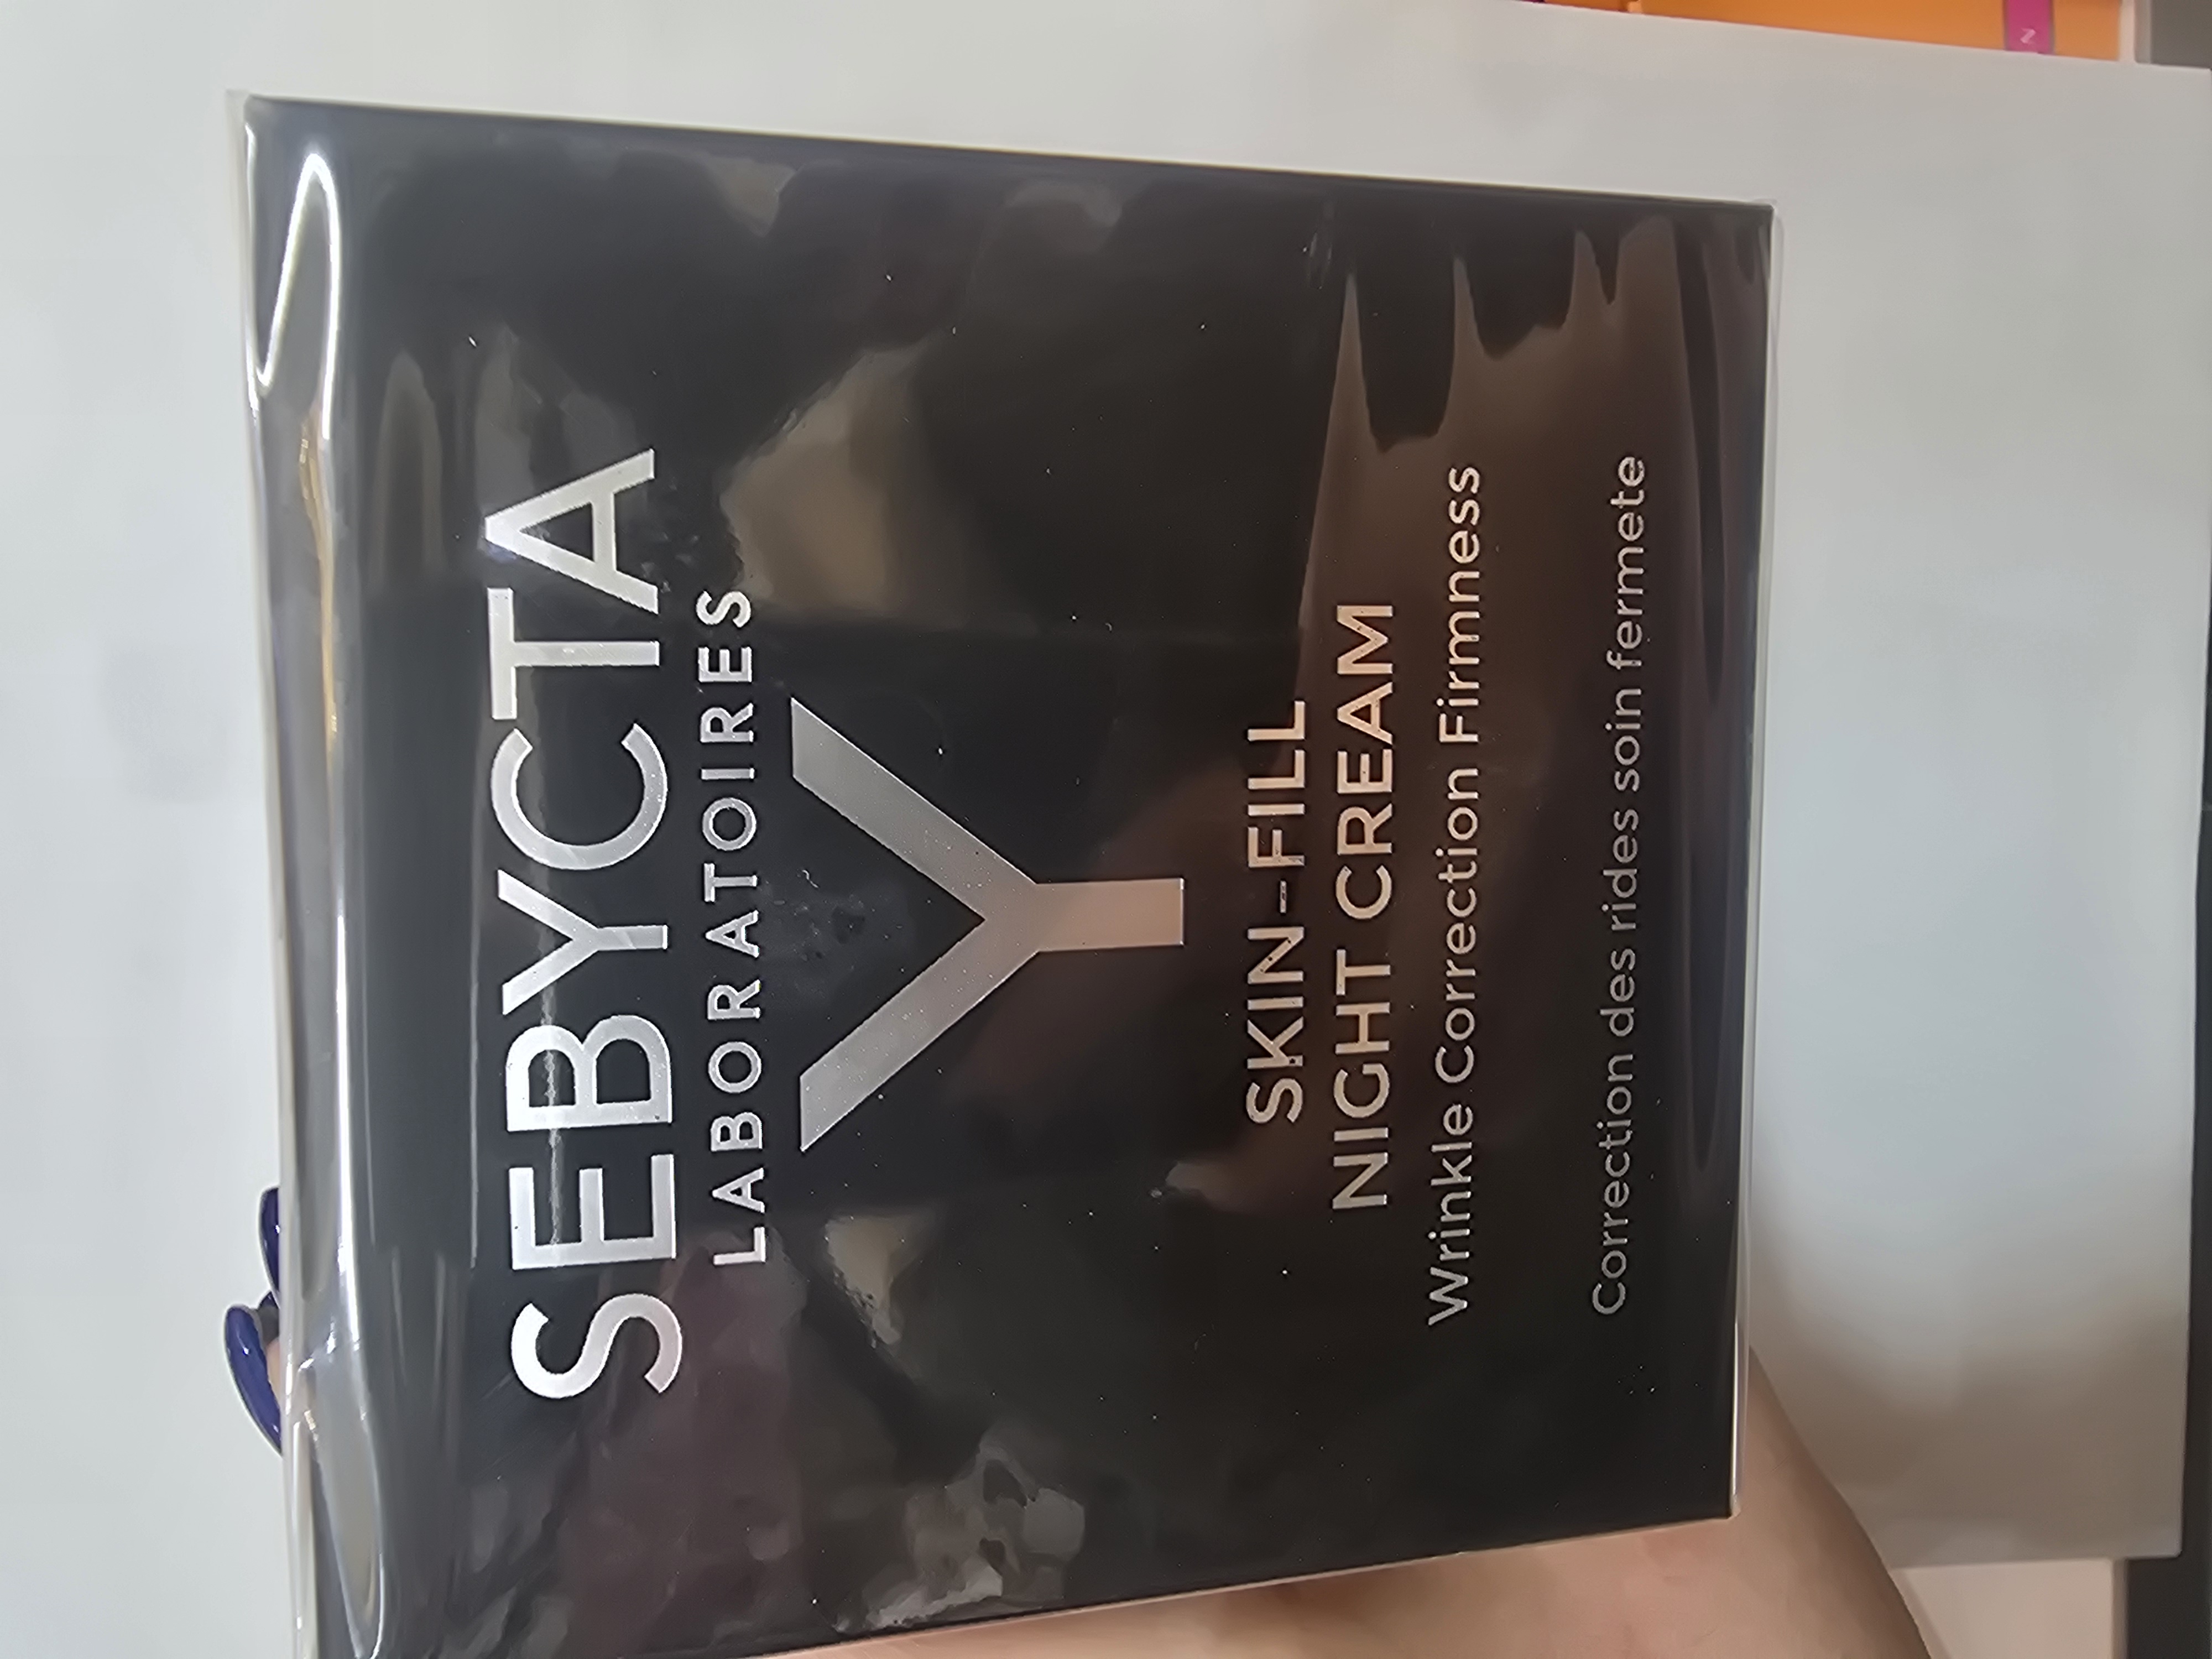 SEBYCTA
LABORATOIRES
Y
SKIN-FILL
NIGHT CREAM
Wrinkle Correction Firmness
Correction des rides soin fermete